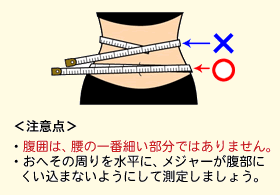 ＜注意点＞
・腹囲は、腰の一番細い部分ではありません。
・おへその周りを水平に、メジャーが腹部に
くい込まないようにして測定しましょう。